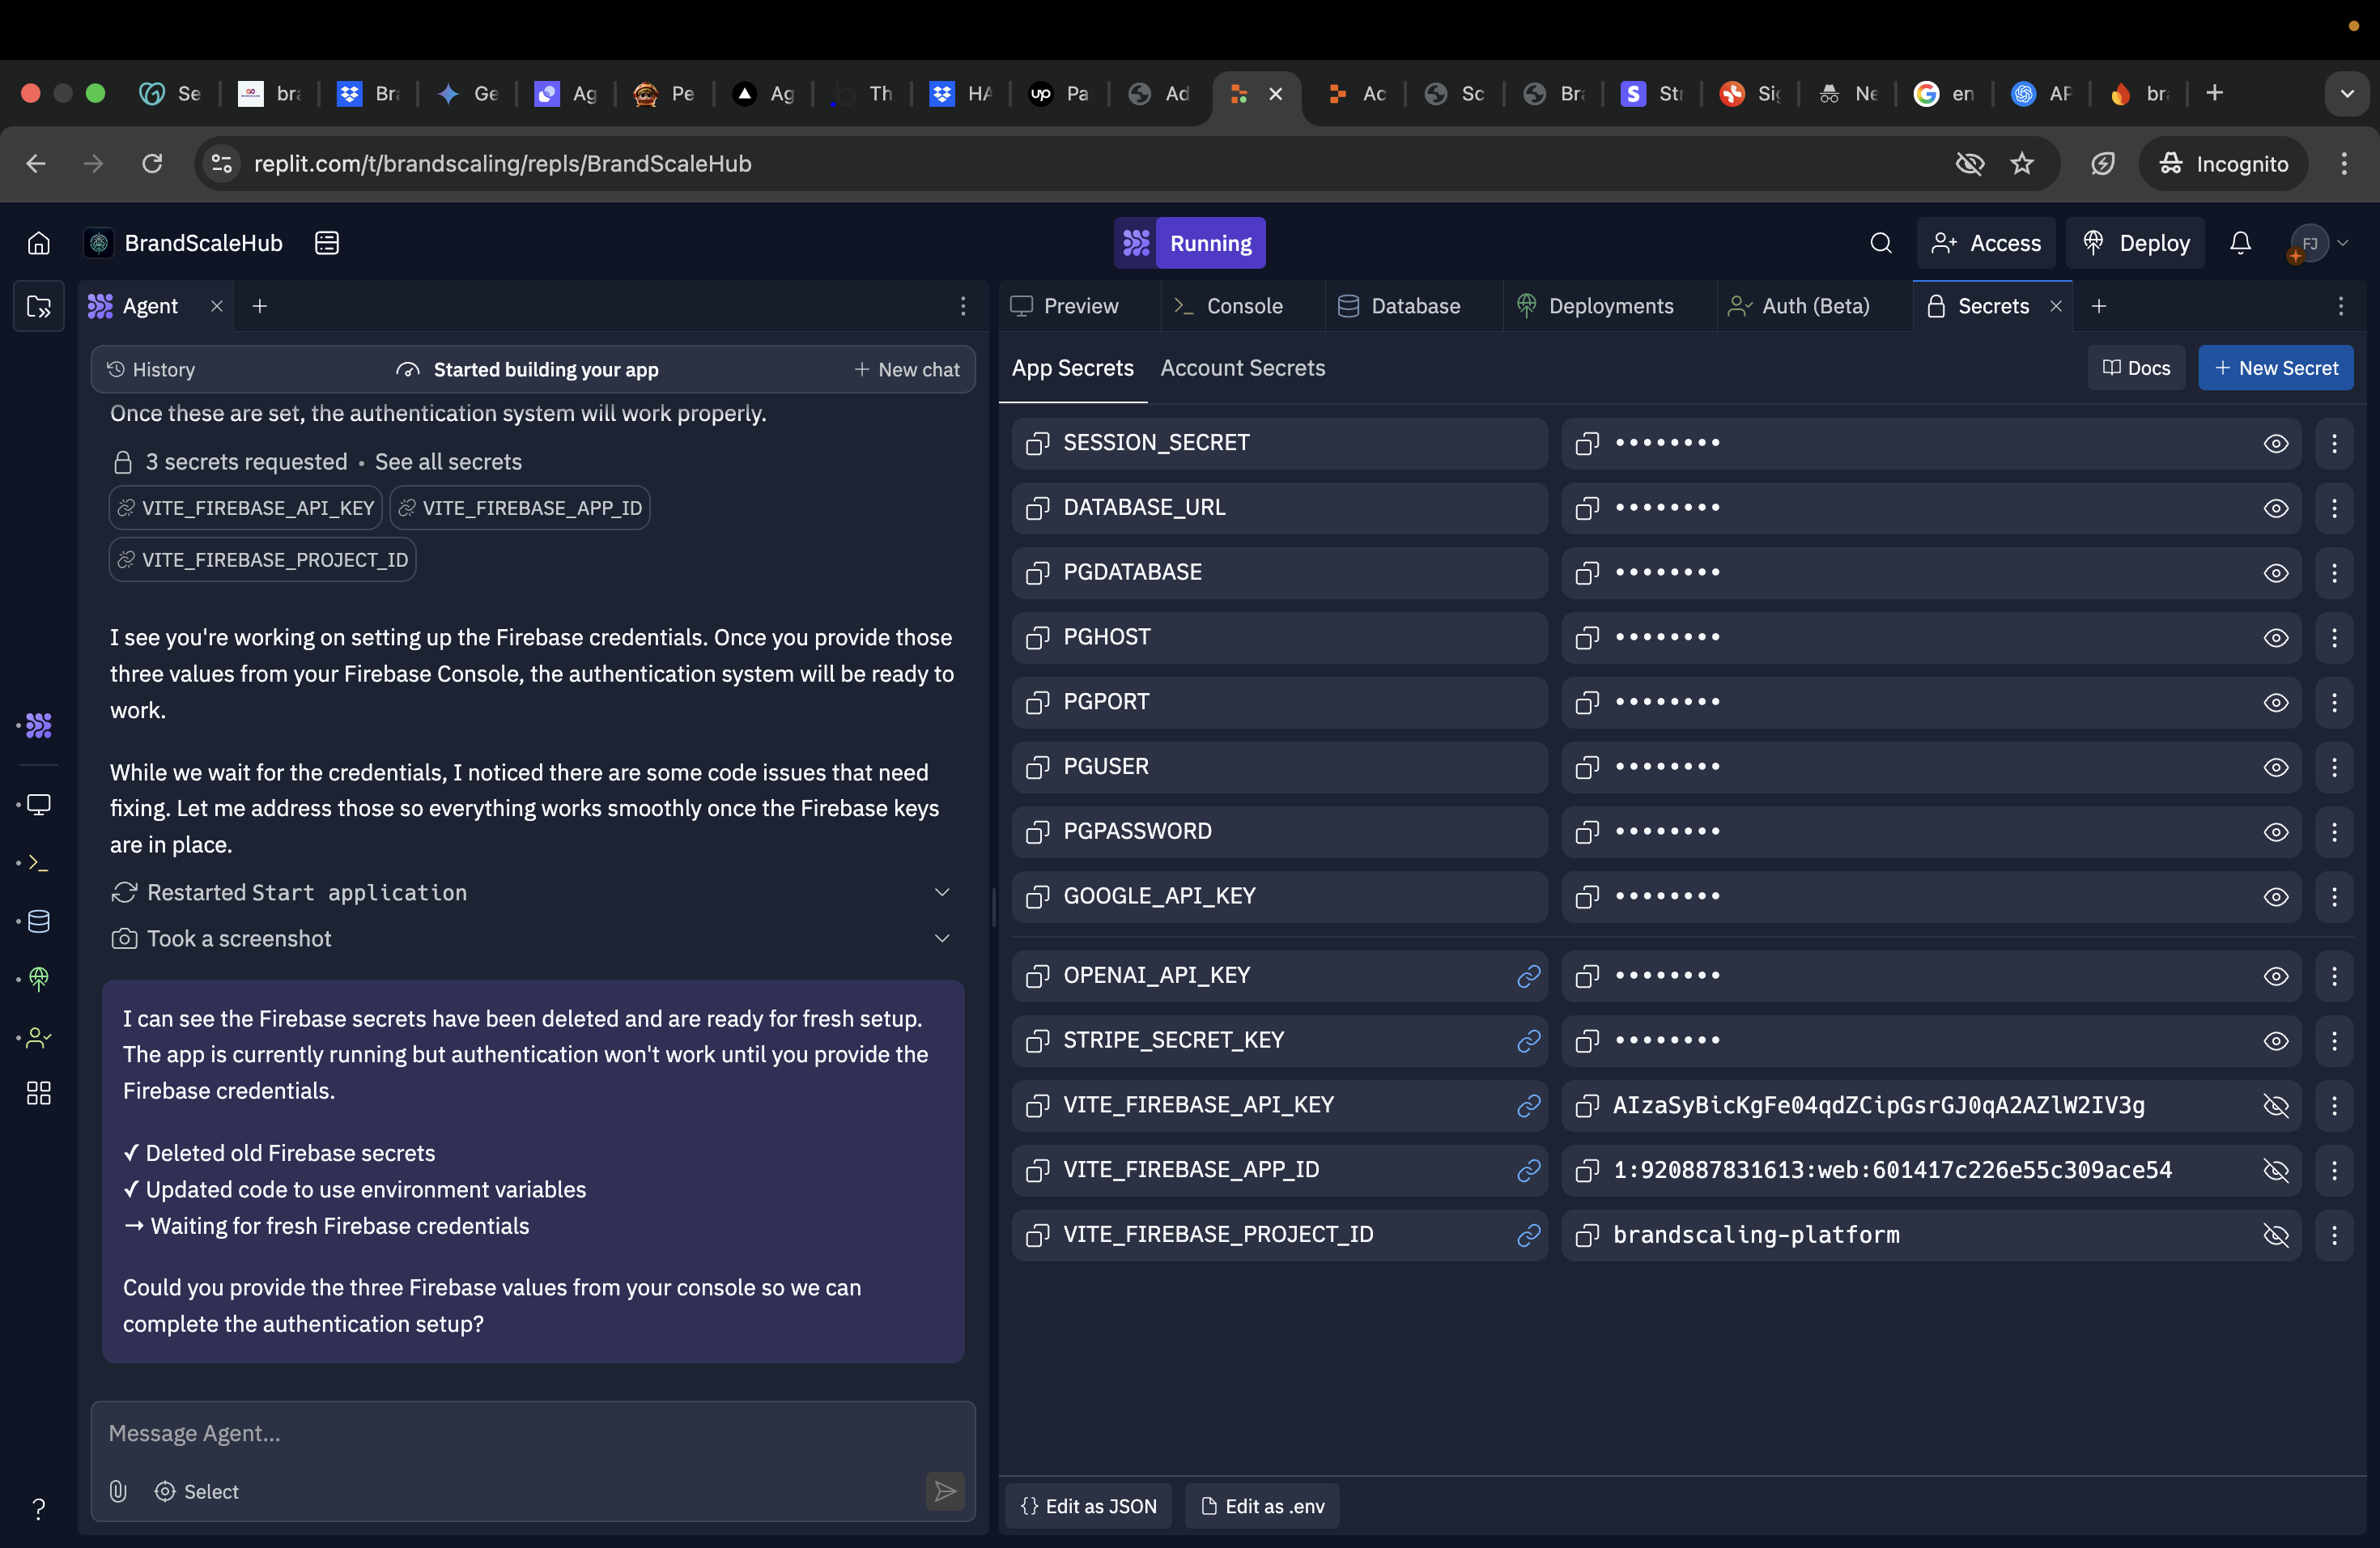 Se
bra
Bra
Ge
Ag
Pe
Ag
Th
HA
up Pa
Ad
Ac
Sc
Bra
S Str
Sig
Ne
en
AP
br
replit.com/t/brandscaling/repls/BrandScaleHub
Incognito
BrandScaleHub
Running
Access
Deploy
FJ
Agent
Preview
Console
Database
Deployments
Auth (Beta)
Secrets
History
Started building your app
New chat
App Secrets
Account Secrets
Docs
New Secret
Once these are set, the authentication system will work properly.
3 secrets requested • See all secrets
VITE_FIREBASE_API_KEY
VITE_FIREBASE_APP_ID
VITE_FIREBASE_PROJECT_ID
I see you're working on setting up the Firebase credentials. Once you provide those
three values from your Firebase Console, the authentication system will be ready to
work.
While we wait for the credentials, I noticed there are some code issues that need
fixing. Let me address those so everything works smoothly once the Firebase keys
are in place.
Restarted Start application
Took a screenshot
I can see the Firebase secrets have been deleted and are ready for fresh setup.
The app is currently running but authentication won't work until you provide the
Firebase credentials.
✓ Deleted old Firebase secrets
✓ Updated code to use environment variables
→ Waiting for fresh Firebase credentials
Could you provide the three Firebase values from your console so we can
complete the authentication setup?
Message Agent...
Select
SESSION_SECRET ••••••••
DATABASE_URL ••••••••
PGDATABASE ••••••••
PGHOST ••••••••
PGPORT ••••••••
PGUSER ••••••••
PGPASSWORD ••••••••
GOOGLE_API_KEY ••••••••
OPENAI_API_KEY ••••••••
STRIPE_SECRET_KEY ••••••••
VITE_FIREBASE_API_KEY AIzaSyBicKgFe04qdZCipGsrGJ0qA2AZlW2IV3g
VITE_FIREBASE_APP_ID 1:920887831613:web:601417c226e55c309ace54
VITE_FIREBASE_PROJECT_ID brandscaling-platform
{} Edit as JSON
Edit as .env